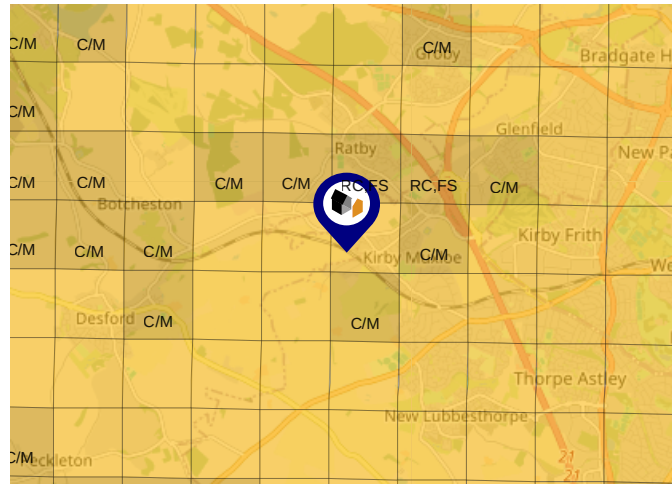 C/M C/M C/M
Groby Bradgate H
C/M
Glenfield
Ratby New Pa
C/M C/M C/M C/M RC,FS RC,FS C/M
Botcheston
Kirby Frith
C/M C/M C/M Kirby Muxloe C/M We
Desford C/M C/M
Thorpe Astley
New Lubbesthorpe
C/M Peckleton
21
21